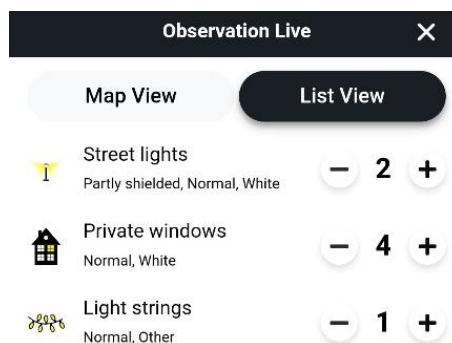 Observation Live
Map View
List View
Street lights
Partly shielded, Normal, White
2
Private windows
Normal, White
4
Light strings
Normal, Other
1